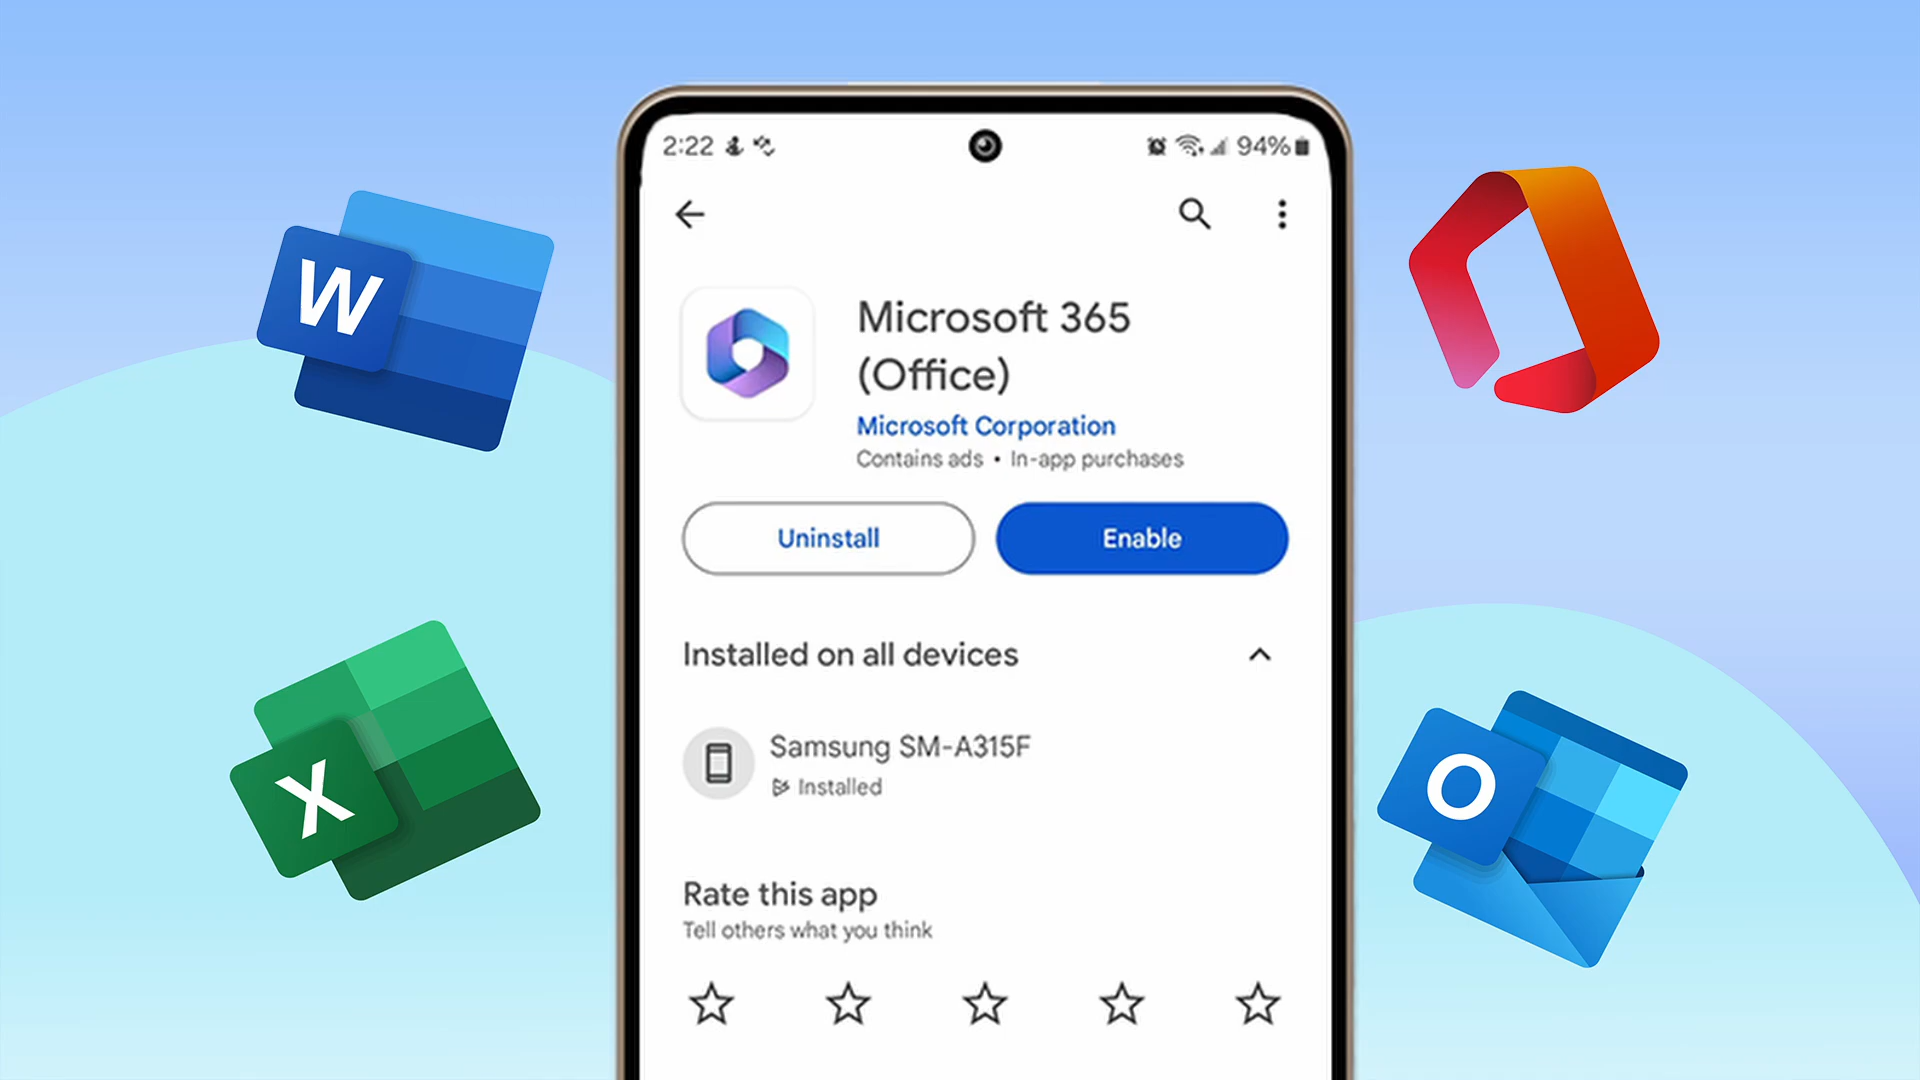 2:22
94%
W
Microsoft 365
(Office)
Microsoft Corporation
Contains ads • In-app purchases
Uninstall
Enable
Installed on all devices
X
Samsung SM-A315F
Installed
O
Rate this app
Tell others what you think